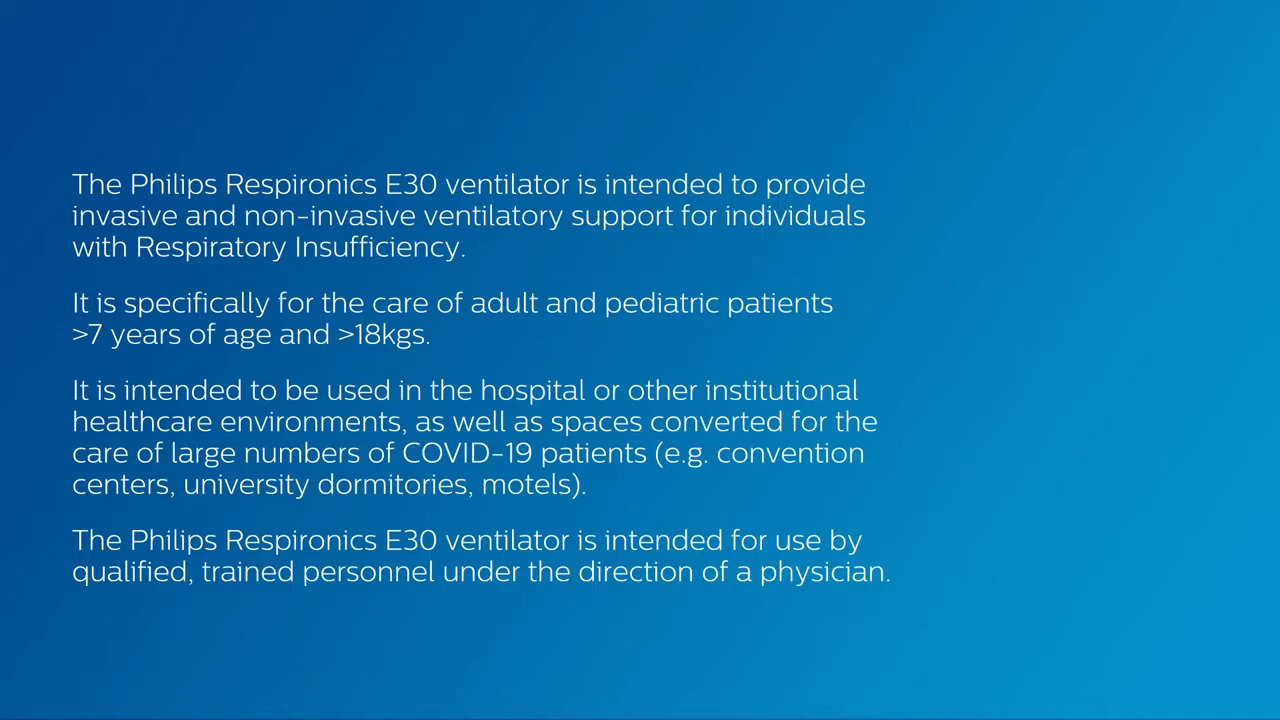 The Philips Respironics E30 ventilator is intended to provide
invasive and non-invasive ventilatory support for individuals
with Respiratory Insufficiency.
It is specifically for the care of adult and pediatric patients
>7 years of age and >18kgs.
It is intended to be used in the hospital or other institutional
healthcare environments, as well as spaces converted for the
care of large numbers of COVID-19 patients (e.g. convention
centers, university dormitories, motels).
The Philips Respironics E30 ventilator is intended for use by
qualified, trained personnel under the direction of a physician.